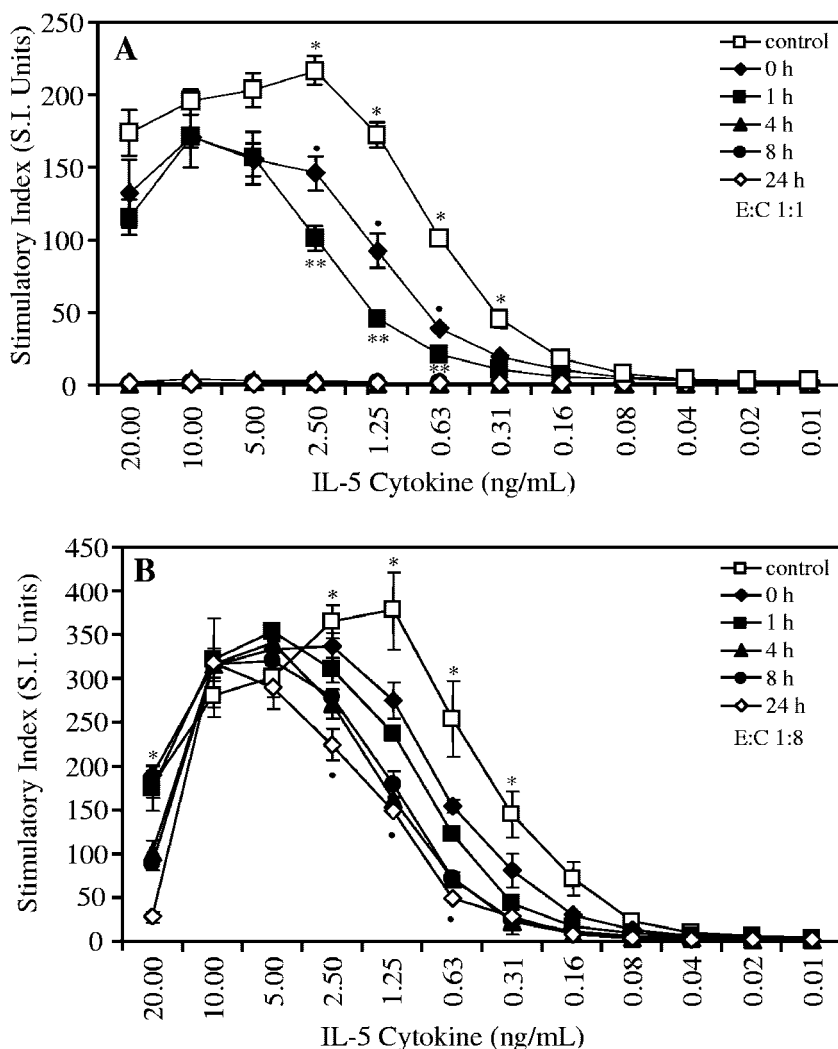 A
Stimulatory Index (S.I. Units)
250
200
150
100
50
0
* * * *
• • •
** ** **
control
0 h
1 h
4 h
8 h
24 h
E:C 1:1
20.00 10.00 5.00 2.50 1.25 0.63 0.31 0.16 0.08 0.04 0.02 0.01
IL-5 Cytokine (ng/mL)
B
Stimulatory Index (S.I. Units)
450
400
350
300
250
200
150
100
50
0
* * * * *
• • •
control
0 h
1 h
4 h
8 h
24 h
E:C 1:8
20.00 10.00 5.00 2.50 1.25 0.63 0.31 0.16 0.08 0.04 0.02 0.01
IL-5 Cytokine (ng/mL)